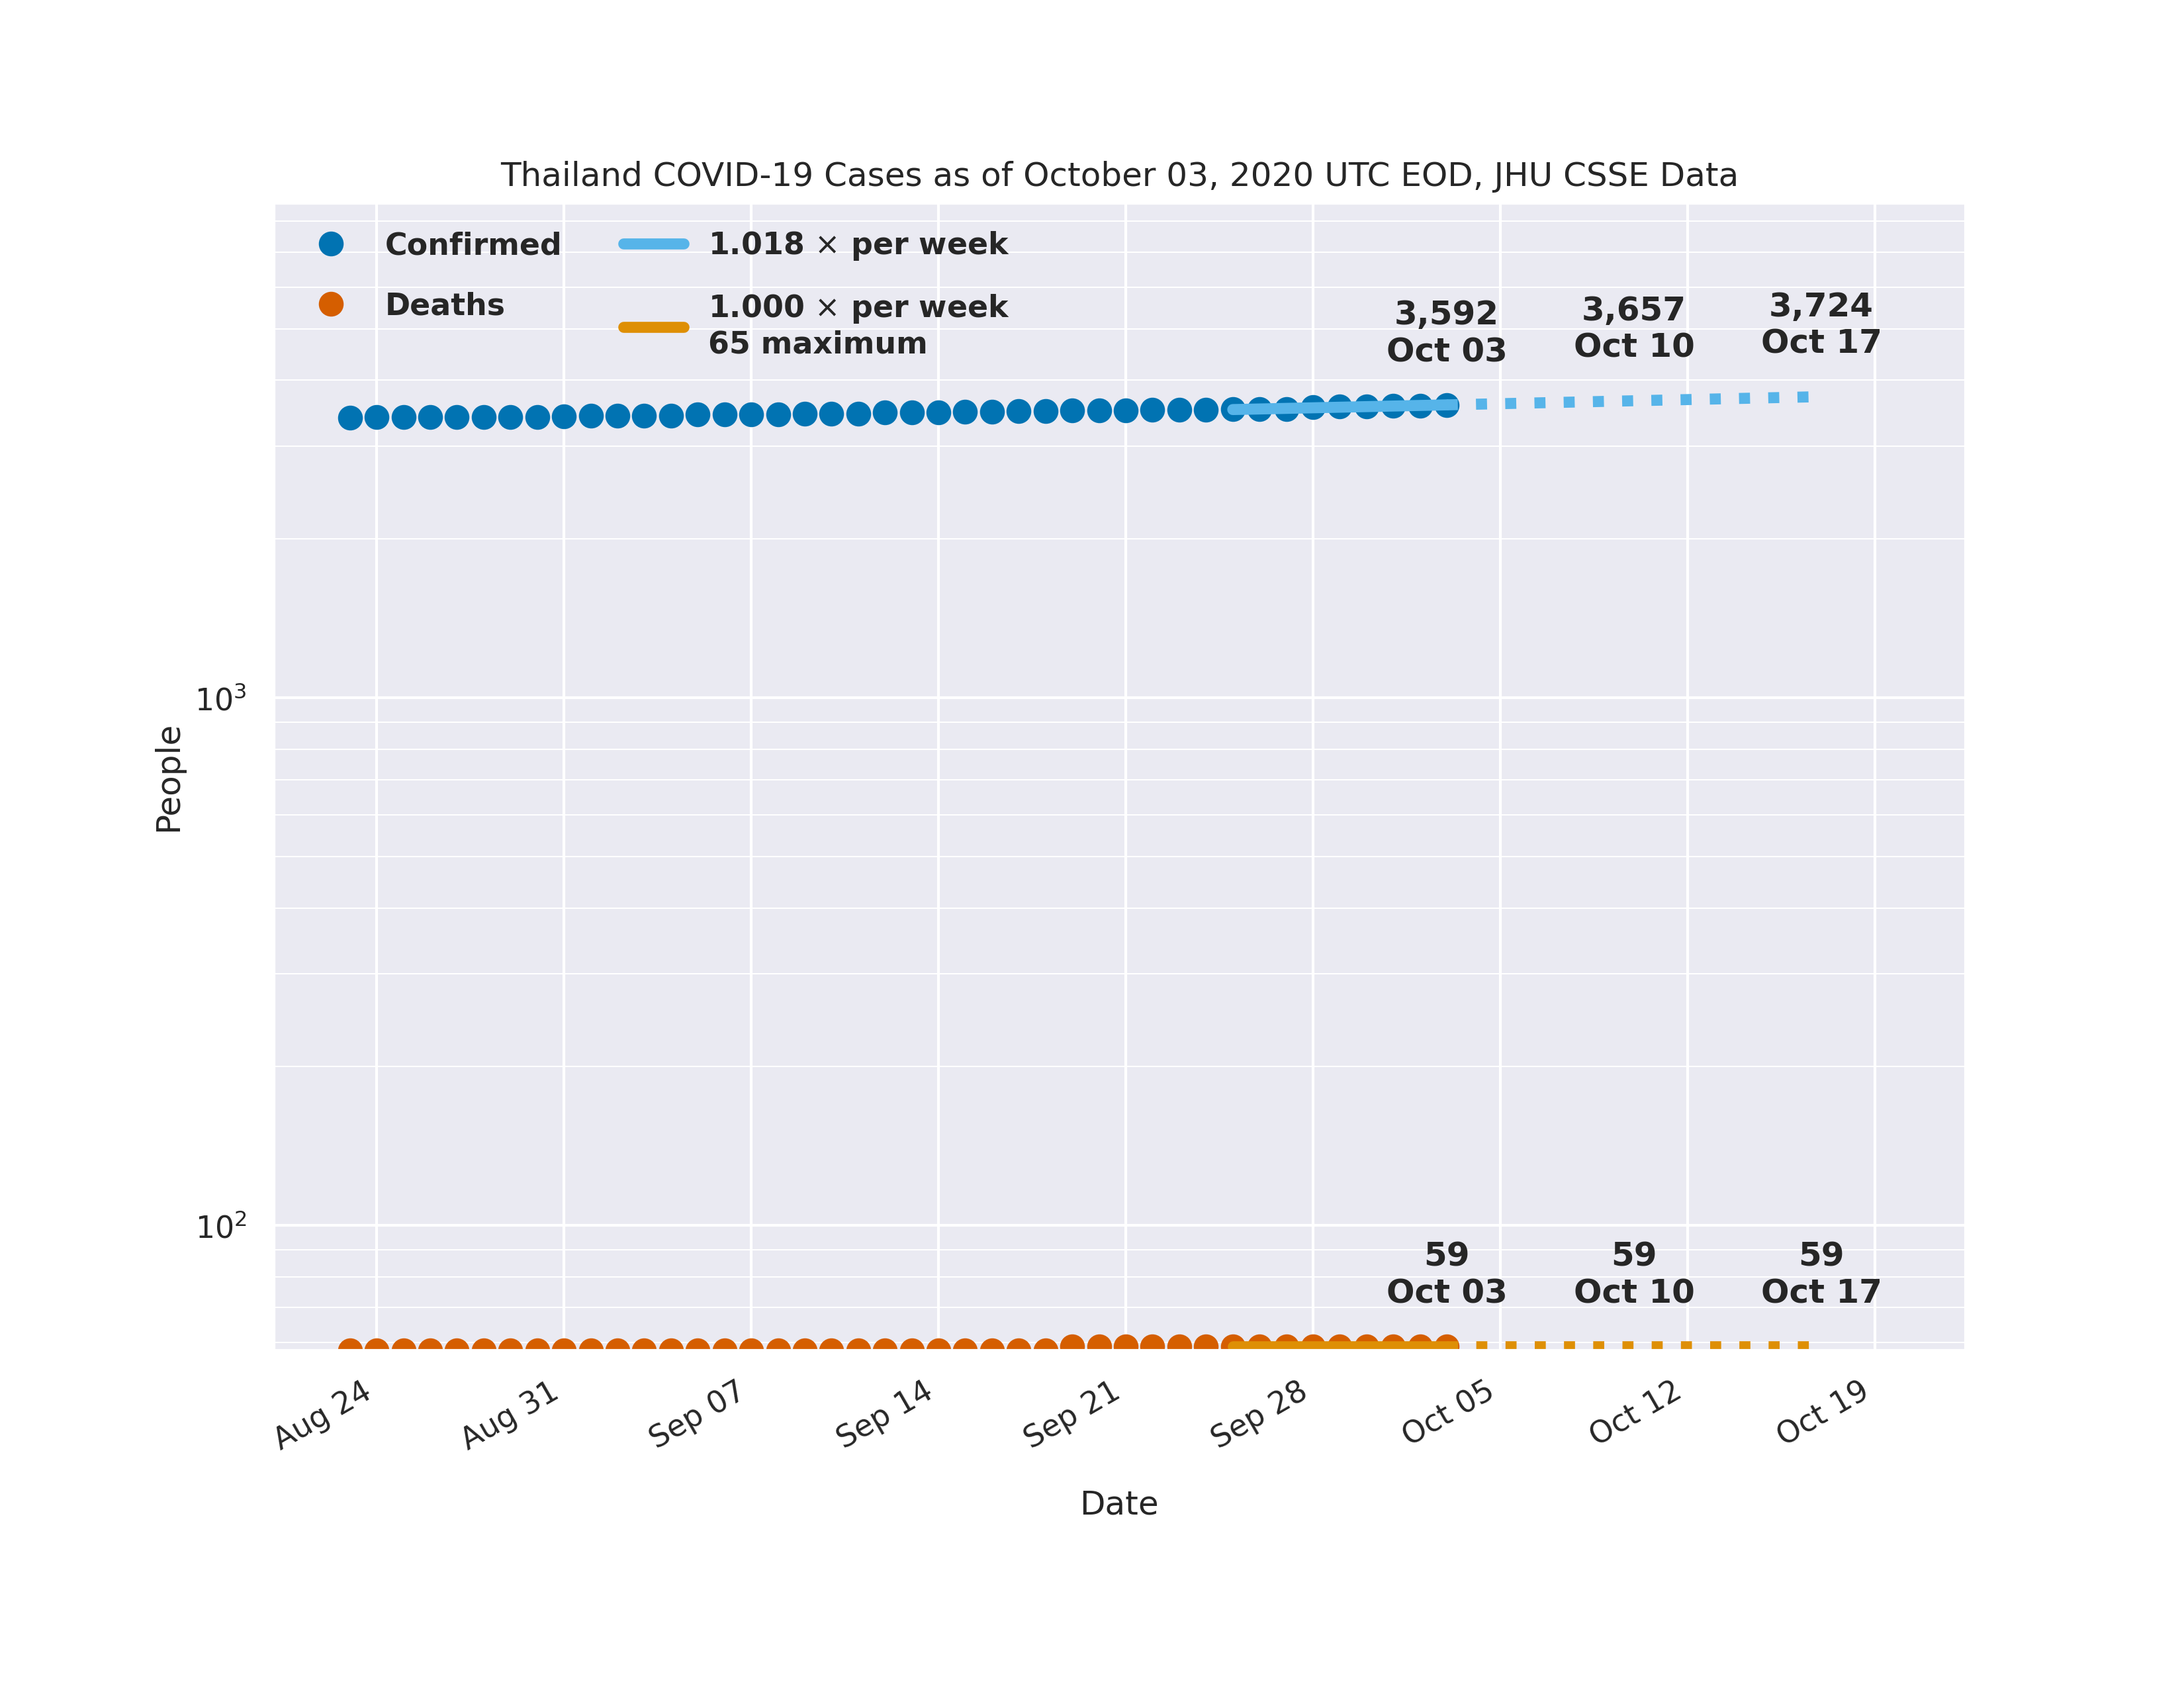 Thailand COVID-19 Cases as of October 03, 2020 UTC EOD, JHU CSSE Data
Confirmed
Deaths
1.018 × per week
1.000 × per week
65 maximum
3,592
Oct 03
3,657
Oct 10
3,724
Oct 17
10³
10²
People
59
Oct 03
59
Oct 10
59
Oct 17
Aug 24
Aug 31
Sep 07
Sep 14
Sep 21
Sep 28
Oct 05
Oct 12
Oct 19
Date